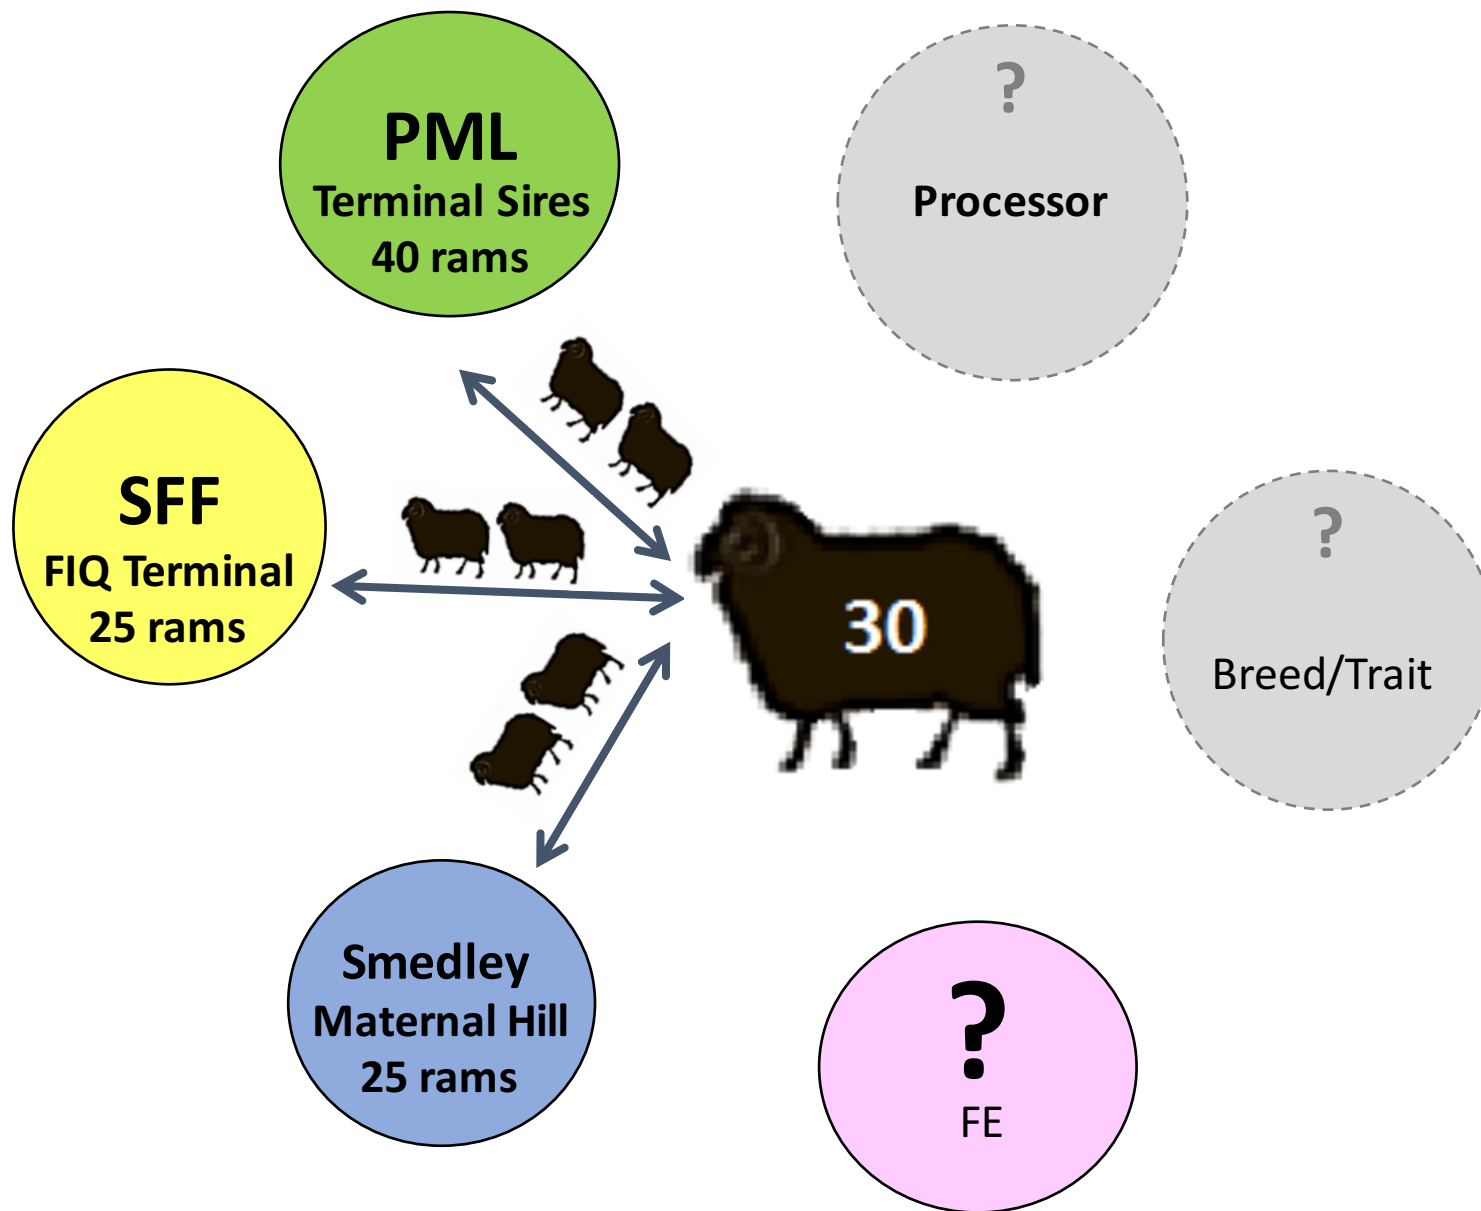 PML
Terminal Sires
40 rams
?
Processor
SFF
FIQ Terminal
25 rams
30
?
Breed/Trait
Smedley
Maternal Hill
25 rams
?
FE